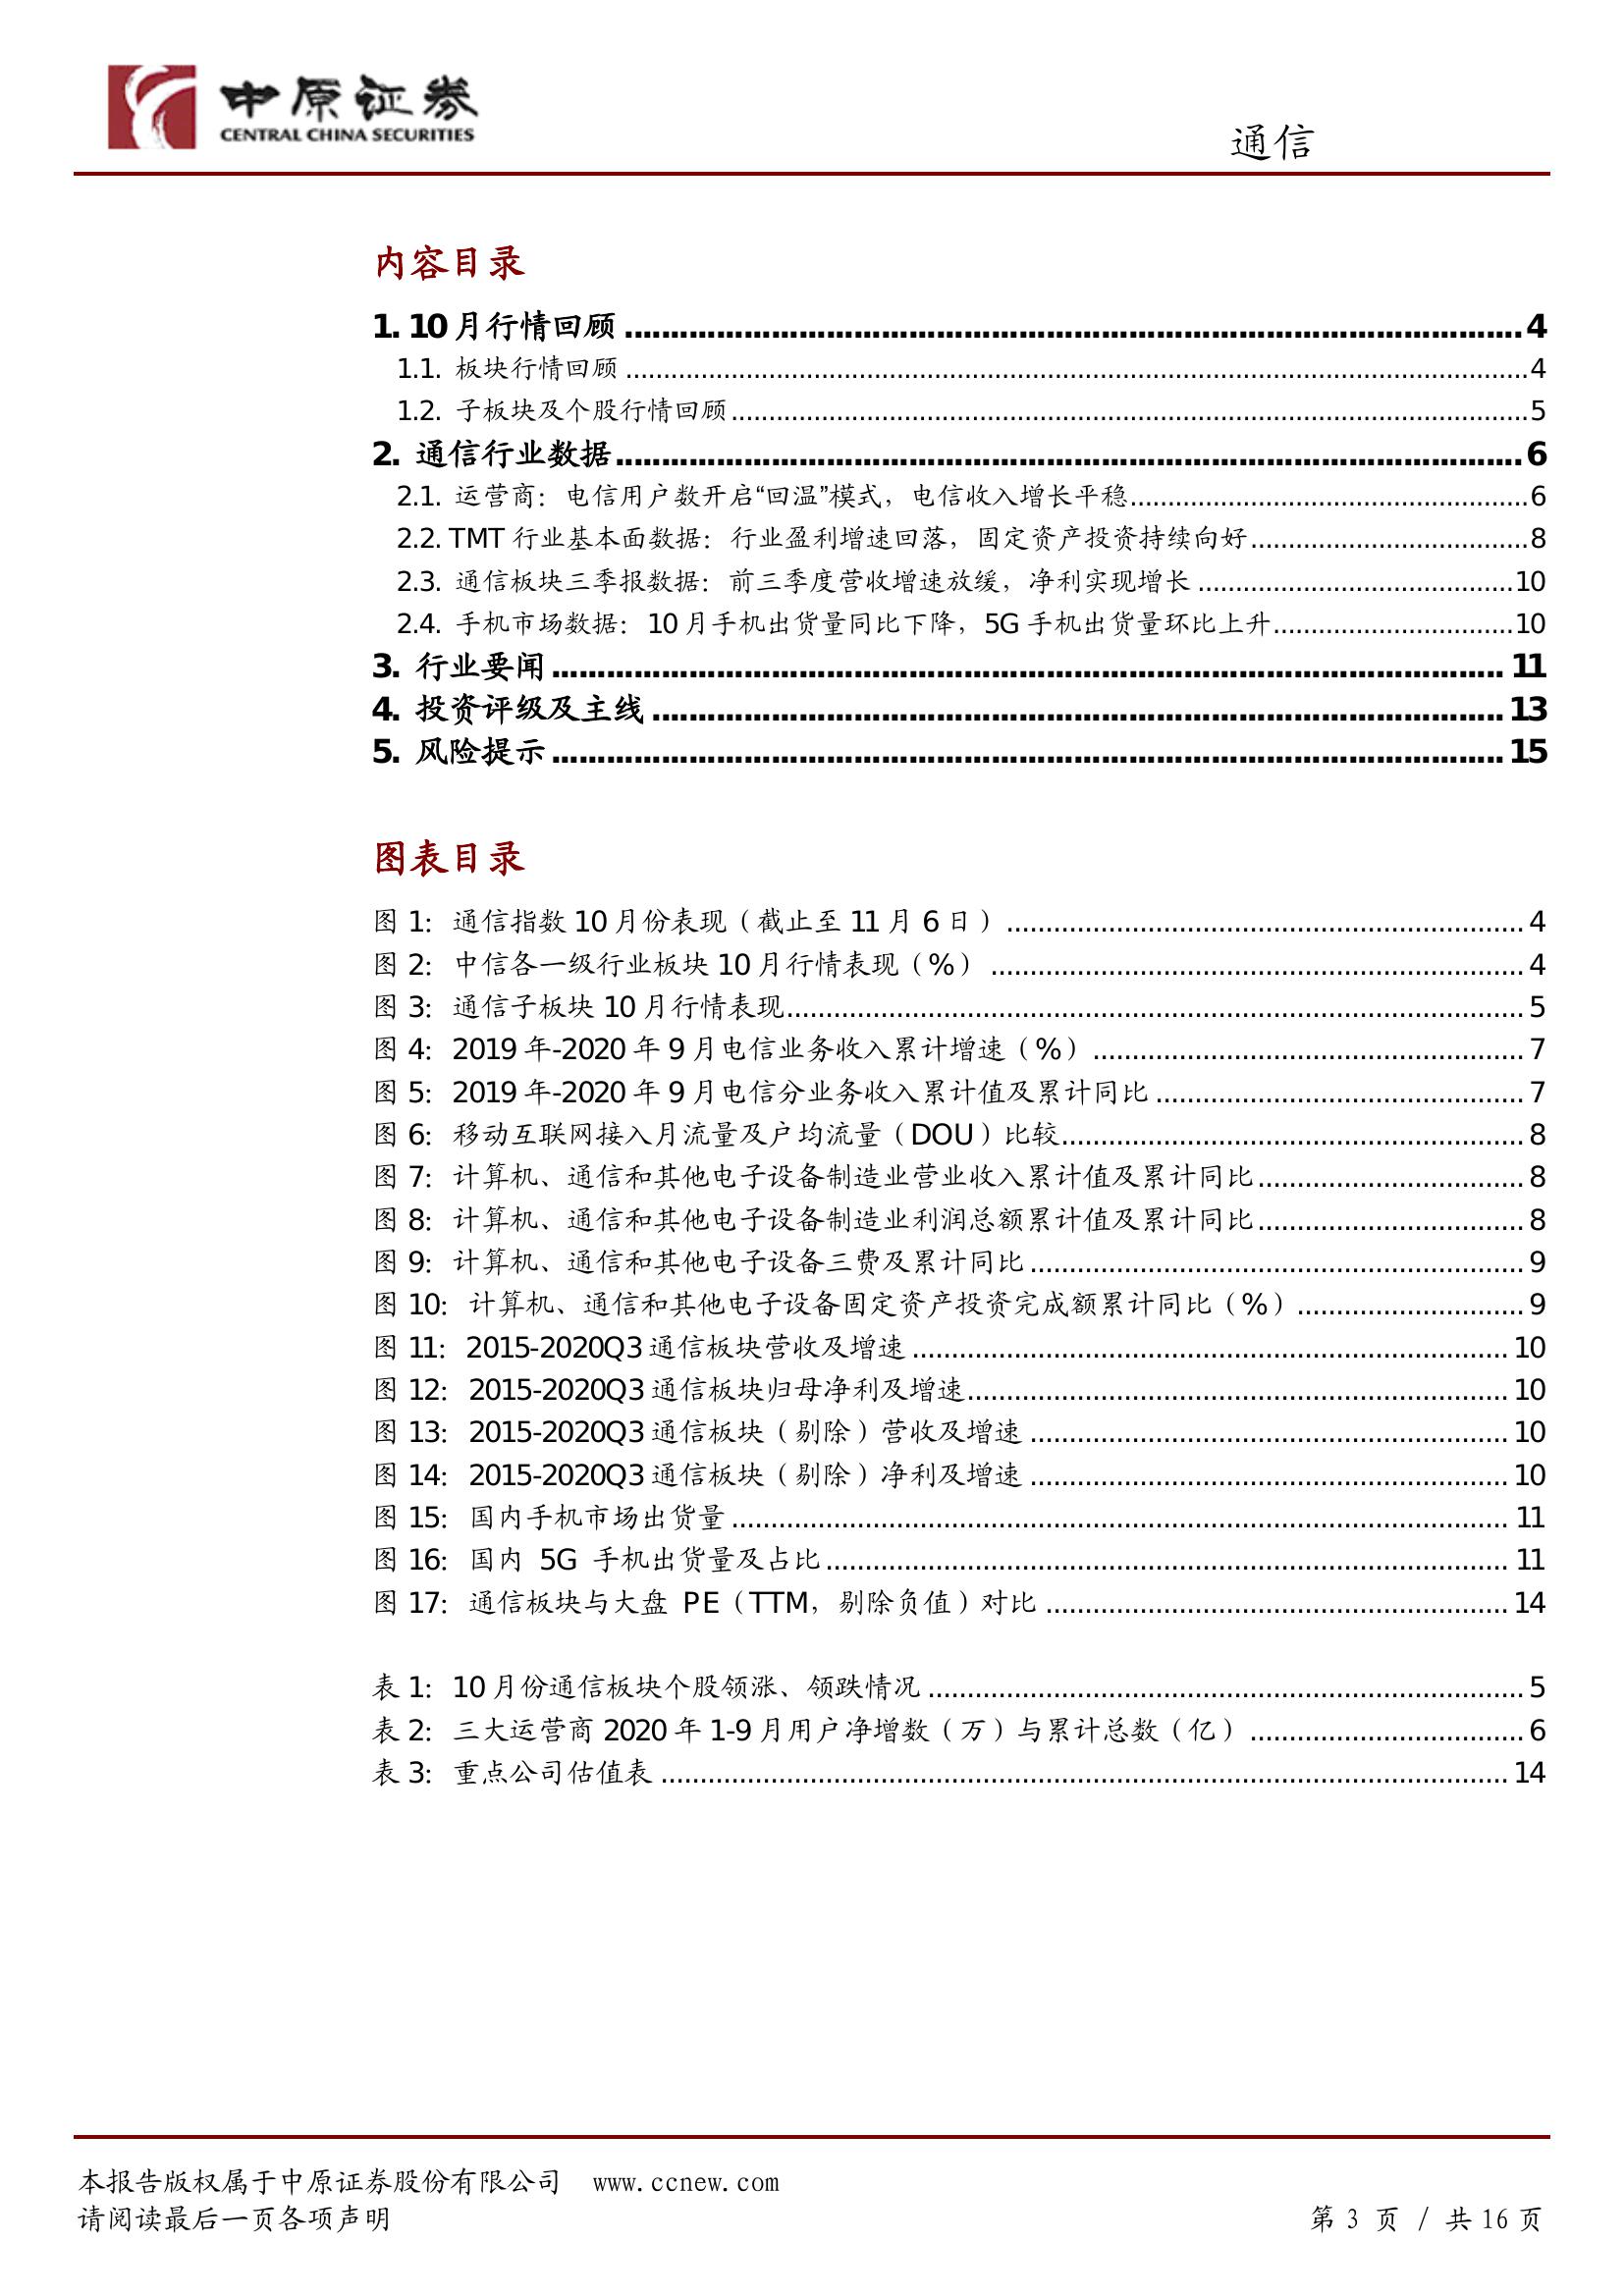 中原证券
CENTRAL CHINA SECURITIES
通信
内容目录
1. 10 月行情回顾 .......... 4
1.1. 板块行情回顾 .......... 4
1.2. 子板块及个股行情回顾 .......... 5
2. 通信行业数据 .......... 6
2.1. 运营商：电信用户数开启“回温”模式，电信收入增长平稳 .......... 6
2.2. TMT 行业基本面数据：行业盈利增速回落，固定资产投资持续向好 .......... 8
2.3. 通信板块三季报数据：前三季度营收增速放缓，净利实现增长 .......... 10
2.4. 手机市场数据：10 月手机出货量同比下降，5G 手机出货量环比上升 .......... 10
3. 行业要闻 .......... 11
4. 投资评级及主线 .......... 13
5. 风险提示 .......... 15
图表目录
图 1：通信指数 10 月份表现（截止至 11 月 6 日） .......... 4
图 2：中信各一级行业板块 10 月行情表现（%） .......... 4
图 3：通信子板块 10 月行情表现 .......... 5
图 4：2019 年-2020 年 9 月电信业务收入累计增速（%） .......... 7
图 5：2019 年-2020 年 9 月电信分业务收入累计值及累计同比 .......... 7
图 6：移动互联网接入月流量及户均流量（DOU）比较 .......... 8
图 7：计算机、通信和其他电子设备制造业营业收入累计值及累计同比 .......... 8
图 8：计算机、通信和其他电子设备制造业利润总额累计值及累计同比 .......... 8
图 9：计算机、通信和其他电子设备三费及累计同比 .......... 9
图 10：计算机、通信和其他电子设备固定资产投资完成额累计同比（%） .......... 9
图 11：2015-2020Q3 通信板块营收及增速 .......... 10
图 12：2015-2020Q3 通信板块归母净利及增速 .......... 10
图 13：2015-2020Q3 通信板块（剔除）营收及增速 .......... 10
图 14：2015-2020Q3 通信板块（剔除）净利及增速 .......... 10
图 15：国内手机市场出货量 .......... 11
图 16：国内 5G 手机出货量及占比 .......... 11
图 17：通信板块与大盘 PE（TTM，剔除负值）对比 .......... 14
表 1：10 月份通信板块个股领涨、领跌情况 .......... 5
表 2：三大运营商 2020 年 1-9 月用户净增数（万）与累计总数（亿） .......... 6
表 3：重点公司估值表 .......... 14
本报告版权属于中原证券股份有限公司 www.ccnew.com
请阅读最后一页各项声明 第 3 页 / 共 16 页